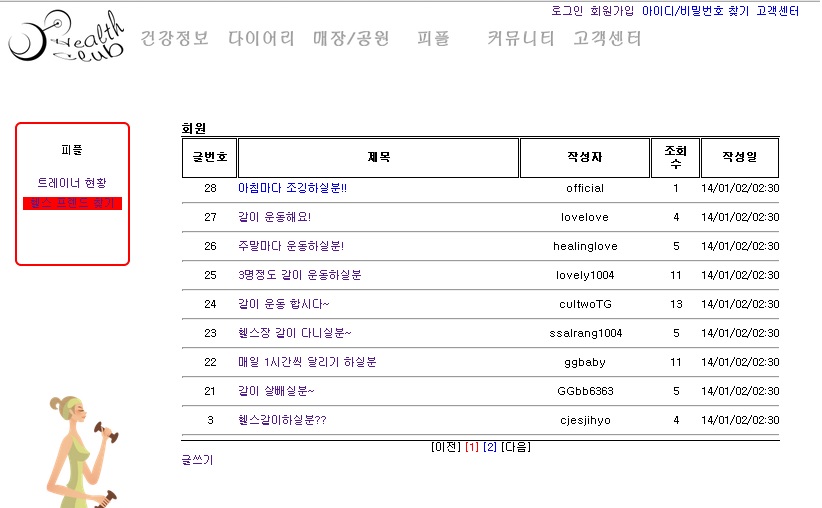 로그인 회원가입 아이디/비밀번호 찾기 고객센터
Health Club
건강정보 다이어리 매장/공원 피플 커뮤니티 고객센터
피플
트레이너 현황
헬스 프렌드 찾기
회원
글번호 제목 작성자 조회수 작성일
28 아침마다 조깅하실분!! official 1 14/01/02/02:30
27 같이 운동해요! lovelove 4 14/01/02/02:30
26 주말마다 운동하실분! healinglove 5 14/01/02/02:30
25 3명정도 같이 운동하실분 lovely1004 11 14/01/02/02:30
24 같이 운동 합시다~ cultwoTG 13 14/01/02/02:30
23 헬스장 같이 다니실분~ ssalrang1004 5 14/01/02/02:30
22 매일 1시간씩 달리기 하실분 ggbaby 11 14/01/02/02:30
21 같이 살빼실분~ GGbb6363 5 14/01/02/02:30
3 헬스같이하실분?? cjesjihyo 4 14/01/02/02:30
[이전] [1] [2] [다음]
글쓰기